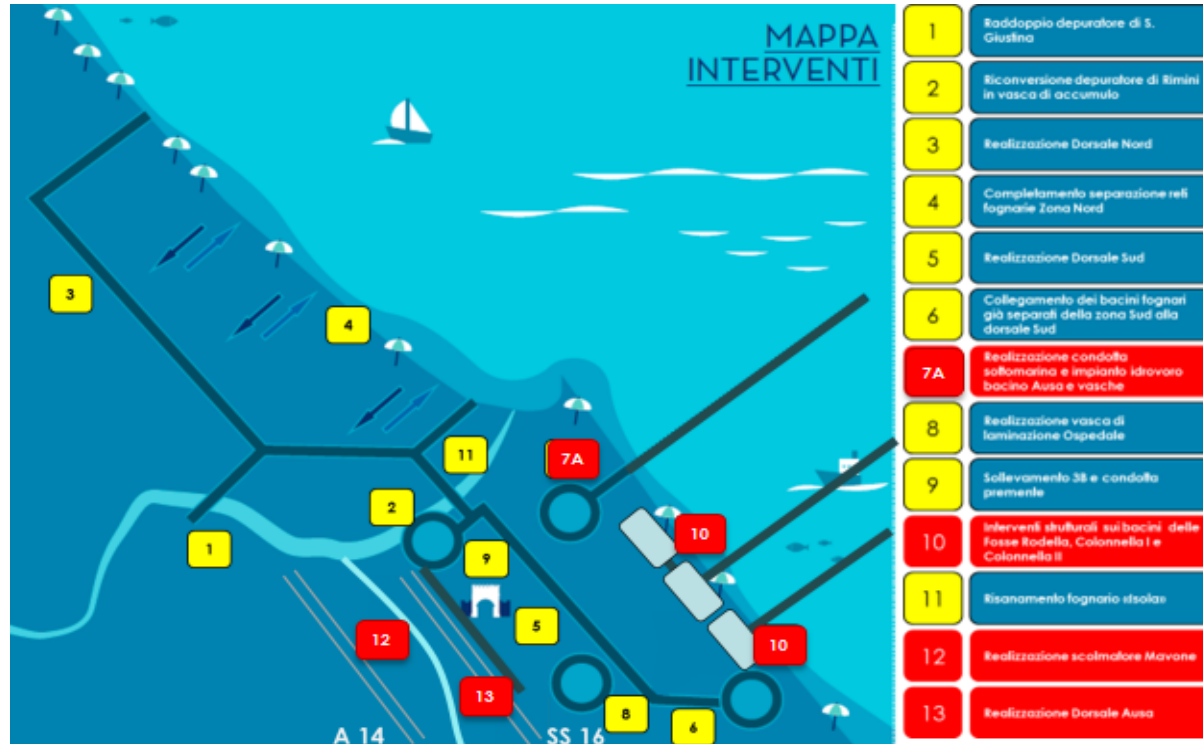 MAPPA
INTERVENTI
3
4
11
7A
2
1
9
10
5
12
10
13
8
6
A 14
SS 16
1
Raddoppio depuratore di S.
Giustina
2
Riconversione depuratore di Rimini
in vasca di accumulo
3
Realizzazione Dorsale Nord
4
Completamento separazione reti
fognarie Zona Nord
5
Realizzazione Dorsale Sud
6
Collegamento dei bacini fognari
già separati della zona Sud alla
dorsale Sud
7A
Realizzazione condotta
sottomarina e impianto idrovoro
bacino Ausa e vasche
8
Realizzazione vasca di
laminazione Ospedale
9
Sollevamento 3B e condotta
premente
10
Interventi strutturali sui bacini delle
Fosse Rodella, Colonnella I e
Colonnella II
11
Risanamento fognario «Isola»
12
Realizzazione scolmatore Mavone
13
Realizzazione Dorsale Ausa